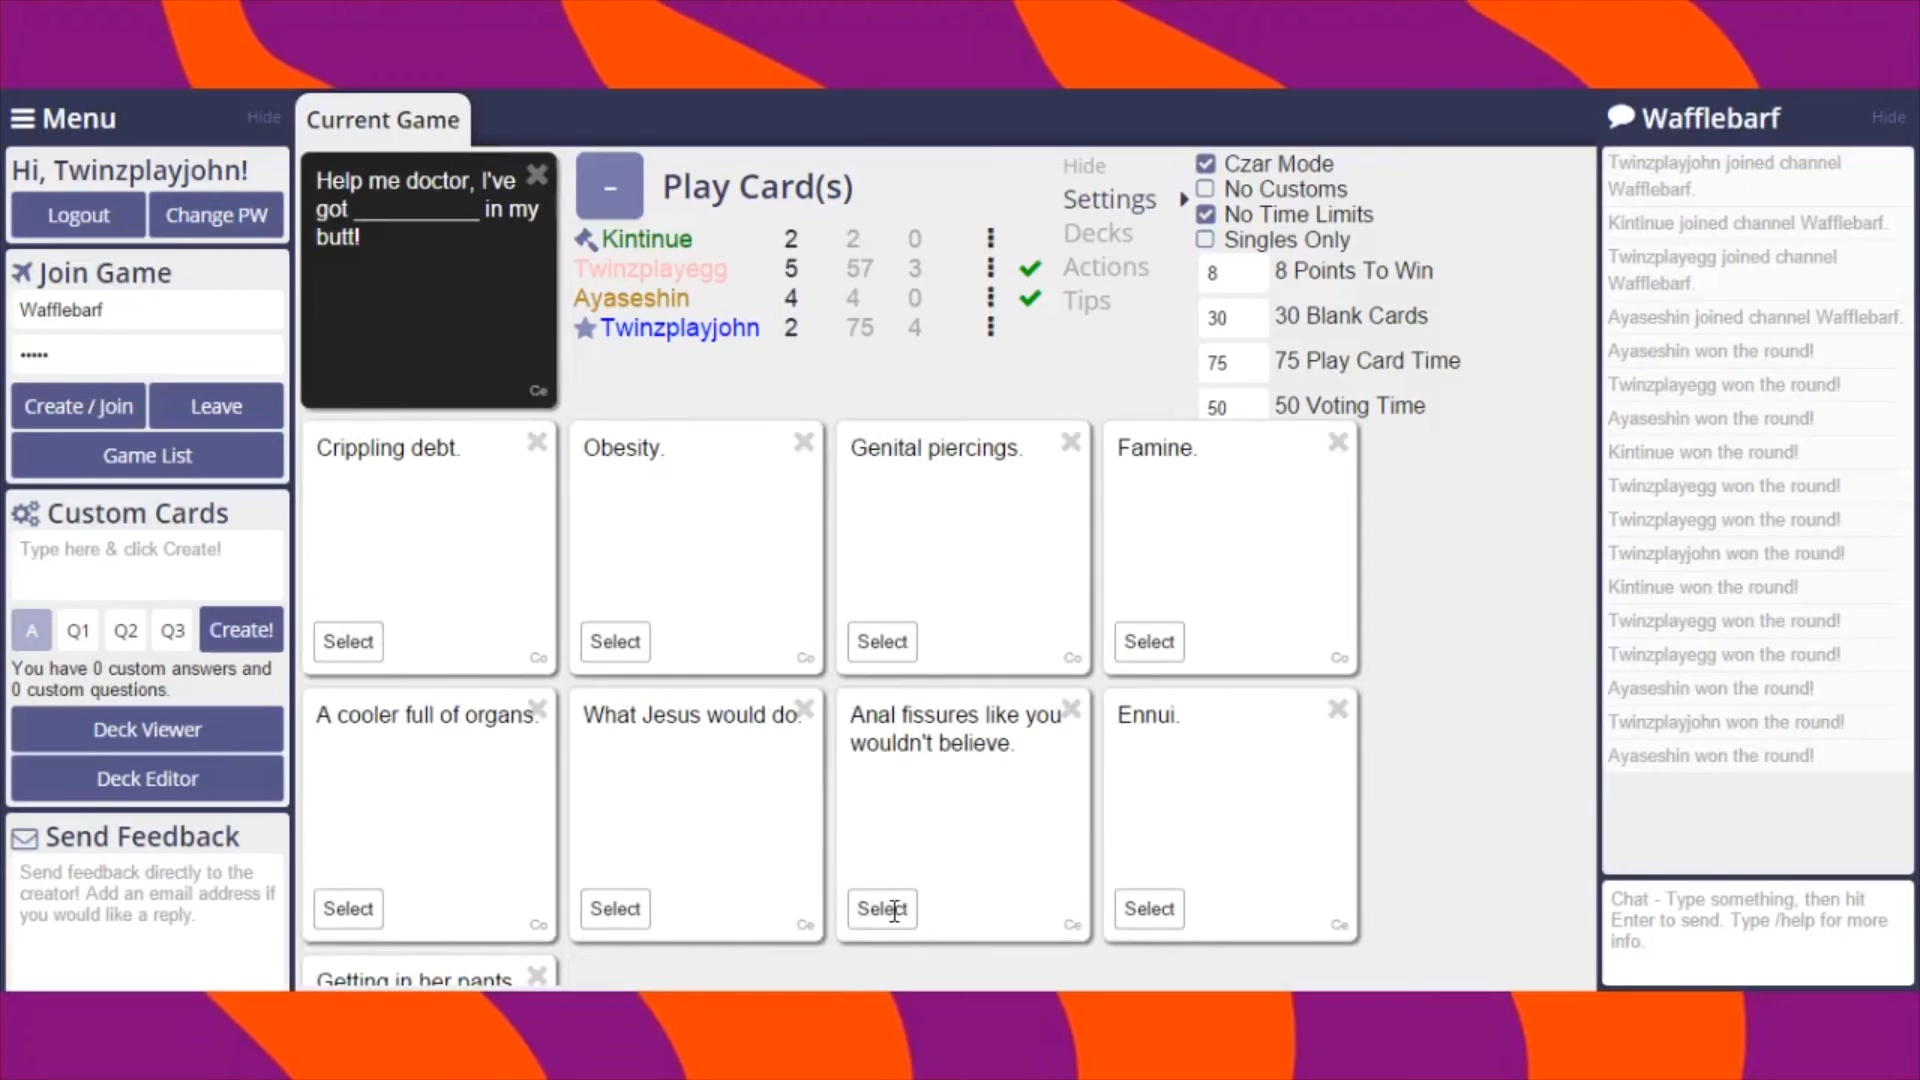 Menu
Hide
Hi, Twinzplayjohn!
Logout
Change PW
Join Game
Wafflebarf
•••••
Create / Join
Leave
Game List
Custom Cards
Type here & click Create!
A
Q1
Q2
Q3
Create!
You have 0 custom answers and
0 custom questions.
Deck Viewer
Deck Editor
Send Feedback
Send feedback directly to the
creator! Add an email address if
you would like a reply.
Current Game
Help me doctor, I've
got __________ in my
butt!
Ce
-
Play Card(s)
Kintinue 2 2 0
Twinzplayegg 5 57 3
Ayaseshin 4 4 0
Twinzplayjohn 2 75 4
Hide
Settings
Decks
Actions
Tips
Czar Mode
No Customs
No Time Limits
Singles Only
8 8 Points To Win
30 30 Blank Cards
75 75 Play Card Time
50 50 Voting Time
Crippling debt.
Select
Co
Obesity.
Select
Co
Genital piercings.
Select
Co
Famine.
Select
Co
A cooler full of organs.
Select
Co
What Jesus would do.
Select
Ce
Anal fissures like you
wouldn't believe.
Select
Ce
Ennui.
Select
Ce
Getting in her pants
Wafflebarf
Hide
Twinzplayjohn joined channel
Wafflebarf.
Kintinue joined channel Wafflebarf.
Twinzplayegg joined channel
Wafflebarf.
Ayaseshin joined channel Wafflebarf.
Ayaseshin won the round!
Twinzplayegg won the round!
Ayaseshin won the round!
Kintinue won the round!
Twinzplayegg won the round!
Twinzplayegg won the round!
Twinzplayjohn won the round!
Kintinue won the round!
Twinzplayegg won the round!
Twinzplayegg won the round!
Ayaseshin won the round!
Twinzplayjohn won the round!
Ayaseshin won the round!
Chat - Type something, then hit
Enter to send. Type /help for more
info.